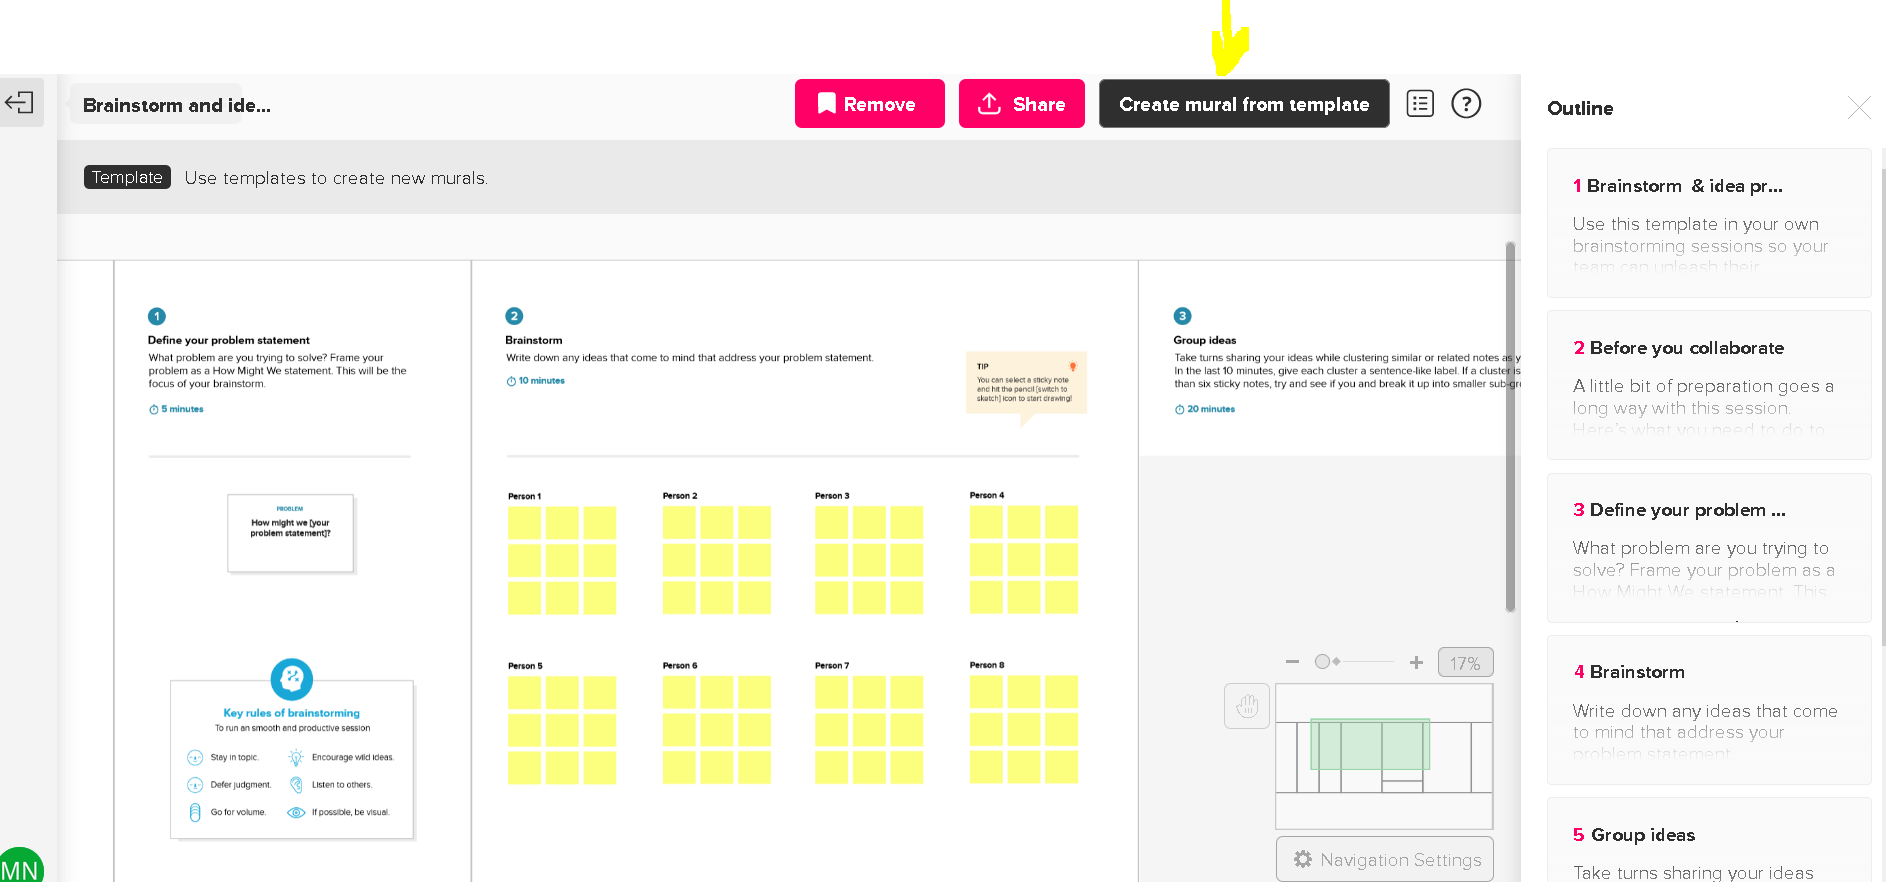 Brainstorm and ide...
Remove
Share
Create mural from template
?
Template
Use templates to create new murals.
1
Define your problem statement
What problem are you trying to solve? Frame your
problem as a How Might We statement. This will be the
focus of your brainstorm.
5 minutes
PROBLEM
How might we [your
problem statement]?
Key rules of brainstorming
To run an smooth and productive session
Stay in topic.
Encourage wild ideas.
Defer judgment.
Listen to others.
Go for volume.
If possible, be visual.
2
Brainstorm
Write down any ideas that come to mind that address your problem statement.
10 minutes
TIP
You can select a sticky note
and hit the pencil [switch to
sketch] icon to start drawing!
Person 1
Person 2
Person 3
Person 4
Person 5
Person 6
Person 7
Person 8
3
Group ideas
Take turns sharing your ideas while clustering similar or related notes as y
In the last 10 minutes, give each cluster a sentence-like label. If a cluster is
than six sticky notes, try and see if you and break it up into smaller sub-gr
20 minutes
17%
Navigation Settings
MN
Outline
1 Brainstorm & idea pr...
Use this template in your own
brainstorming sessions so your
team can unleash their
2 Before you collaborate
A little bit of preparation goes a
long way with this session.
Here's what you need to do to
3 Define your problem ...
What problem are you trying to
solve? Frame your problem as a
How Might We statement. This
4 Brainstorm
Write down any ideas that come
to mind that address your
problem statement.
5 Group ideas
Take turns sharing your ideas